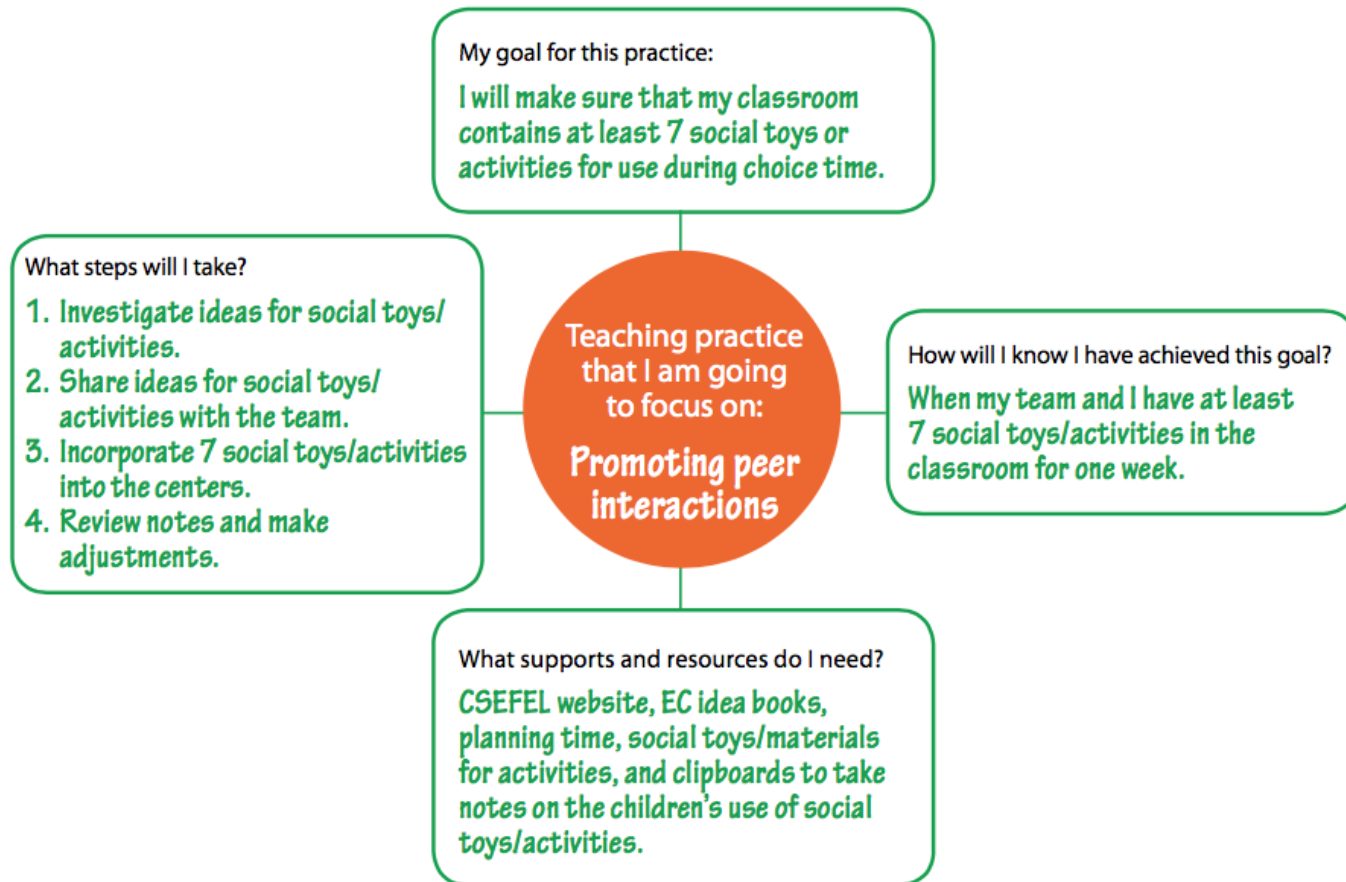 My goal for this practice:
I will make sure that my classroom
contains at least 7 social toys or
activities for use during choice time.
What steps will I take?
1. Investigate ideas for social toys/
activities.
2. Share ideas for social toys/
activities with the team.
3. Incorporate 7 social toys/activities
into the centers.
4. Review notes and make
adjustments.
Teaching practice
that I am going
to focus on:
Promoting peer
interactions
How will I know I have achieved this goal?
When my team and I have at least
7 social toys/activities in the
classroom for one week.
What supports and resources do I need?
CSEFEL website, EC idea books,
planning time, social toys/materials
for activities, and clipboards to take
notes on the children's use of social
toys/activities.